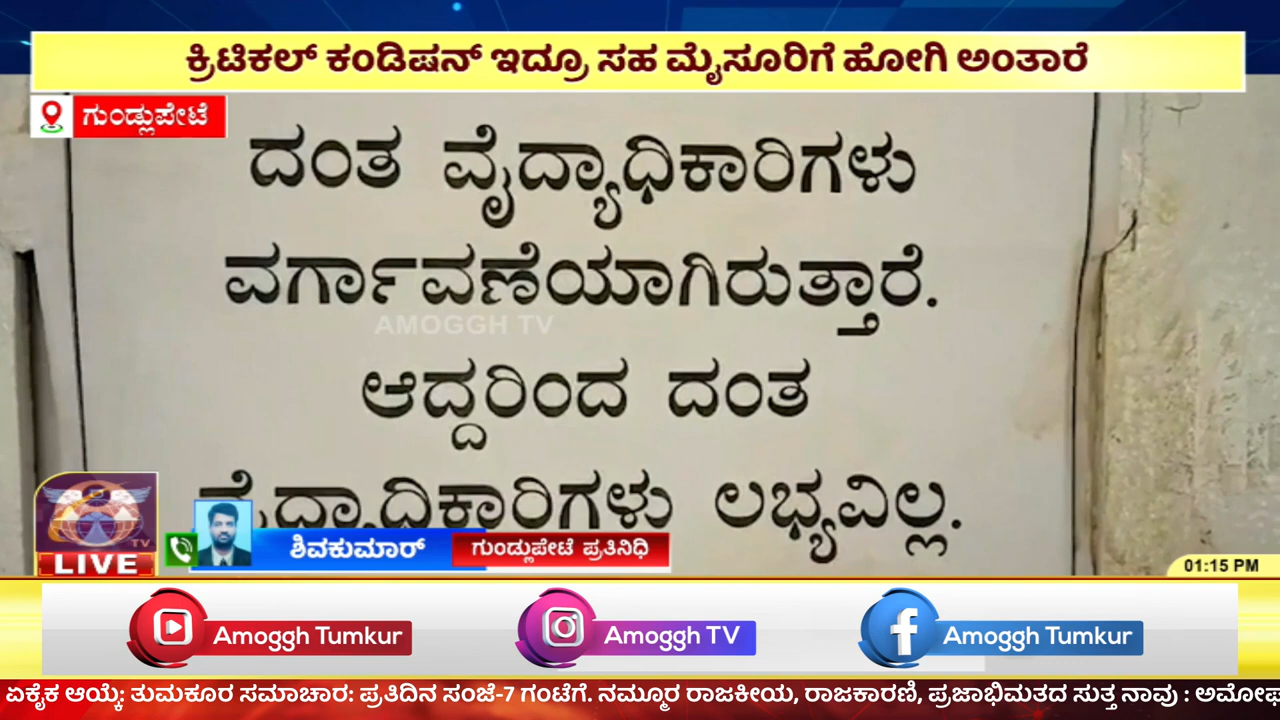 ಕ್ರಿಟಿಕಲ್ ಕಂಡಿಷನ್ ಇದ್ರೂ ಸಹ ಮೈಸೂರಿಗೆ ಹೋಗಿ ಅಂತಾರೆ
ಗುಂಡ್ಲುಪೇಟೆ
ದಂತ ವೈದ್ಯಾಧಿಕಾರಿಗಳು
ವರ್ಗಾವಣೆಯಾಗಿರುತ್ತಾರೆ.
AMOGGH TV
ಆದ್ದರಿಂದ ದಂತ
ವೈದ್ಯಾಧಿಕಾರಿಗಳು ಲಭ್ಯವಿಲ್ಲ.
TV
LIVE
ಶಿವಕುಮಾರ್ ಗುಂಡ್ಲುಪೇಟೆ ಪ್ರತಿನಿಧಿ
01:15 PM
Amoggh Tumkur Amoggh TV Amoggh Tumkur
ಏಕೈಕ ಆಯ್ಕೆ: ತುಮಕೂರ ಸಮಾಚಾರ: ಪ್ರತಿದಿನ ಸಂಜೆ-7 ಗಂಟೆಗೆ. ನಮ್ಮೂರ ರಾಜಕೀಯ, ರಾಜಕಾರಣಿ, ಪ್ರಜಾಭಿಮತದ ಸುತ್ತ ನಾವು : ಅಮೋಘ